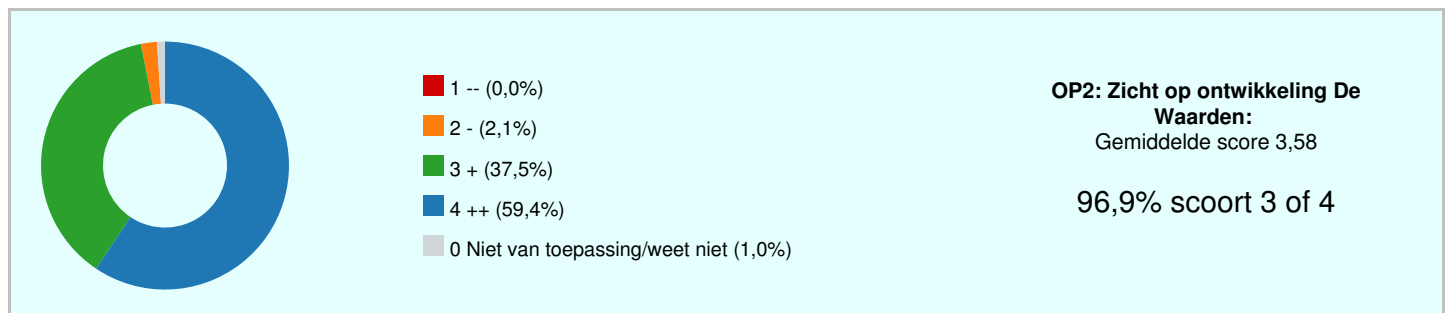 1 -- (0,0%)
2 - (2,1%)
3 + (37,5%)
4 ++ (59,4%)
0 Niet van toepassing/weet niet (1,0%)
OP2: Zicht op ontwikkeling De
Waarden:
Gemiddelde score 3,58
96,9% scoort 3 of 4